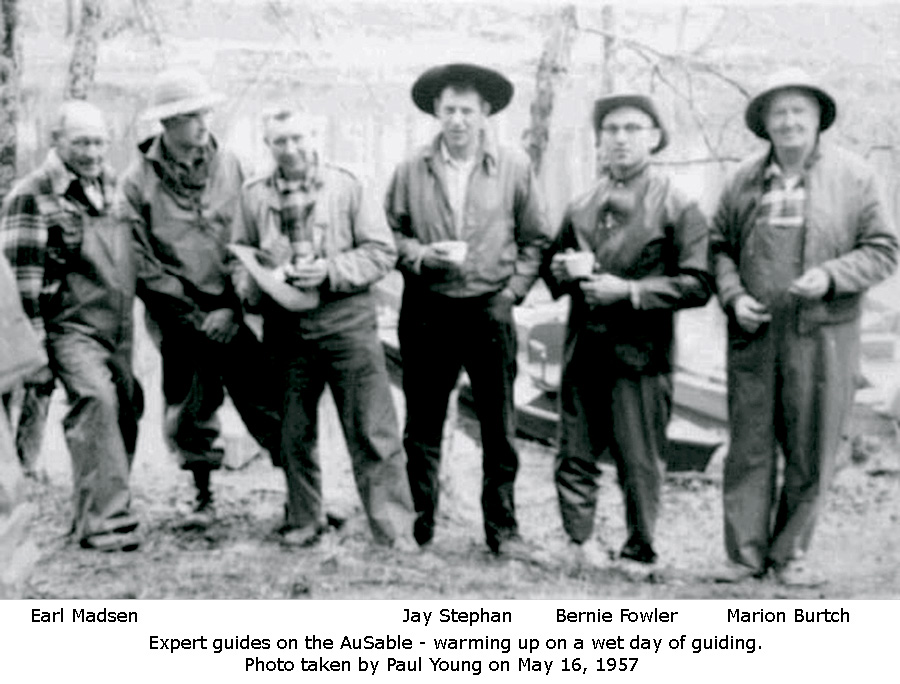 Earl Madsen Jay Stephan Bernie Fowler Marion Burtch
Expert guides on the AuSable - warming up on a wet day of guiding.
Photo taken by Paul Young on May 16, 1957